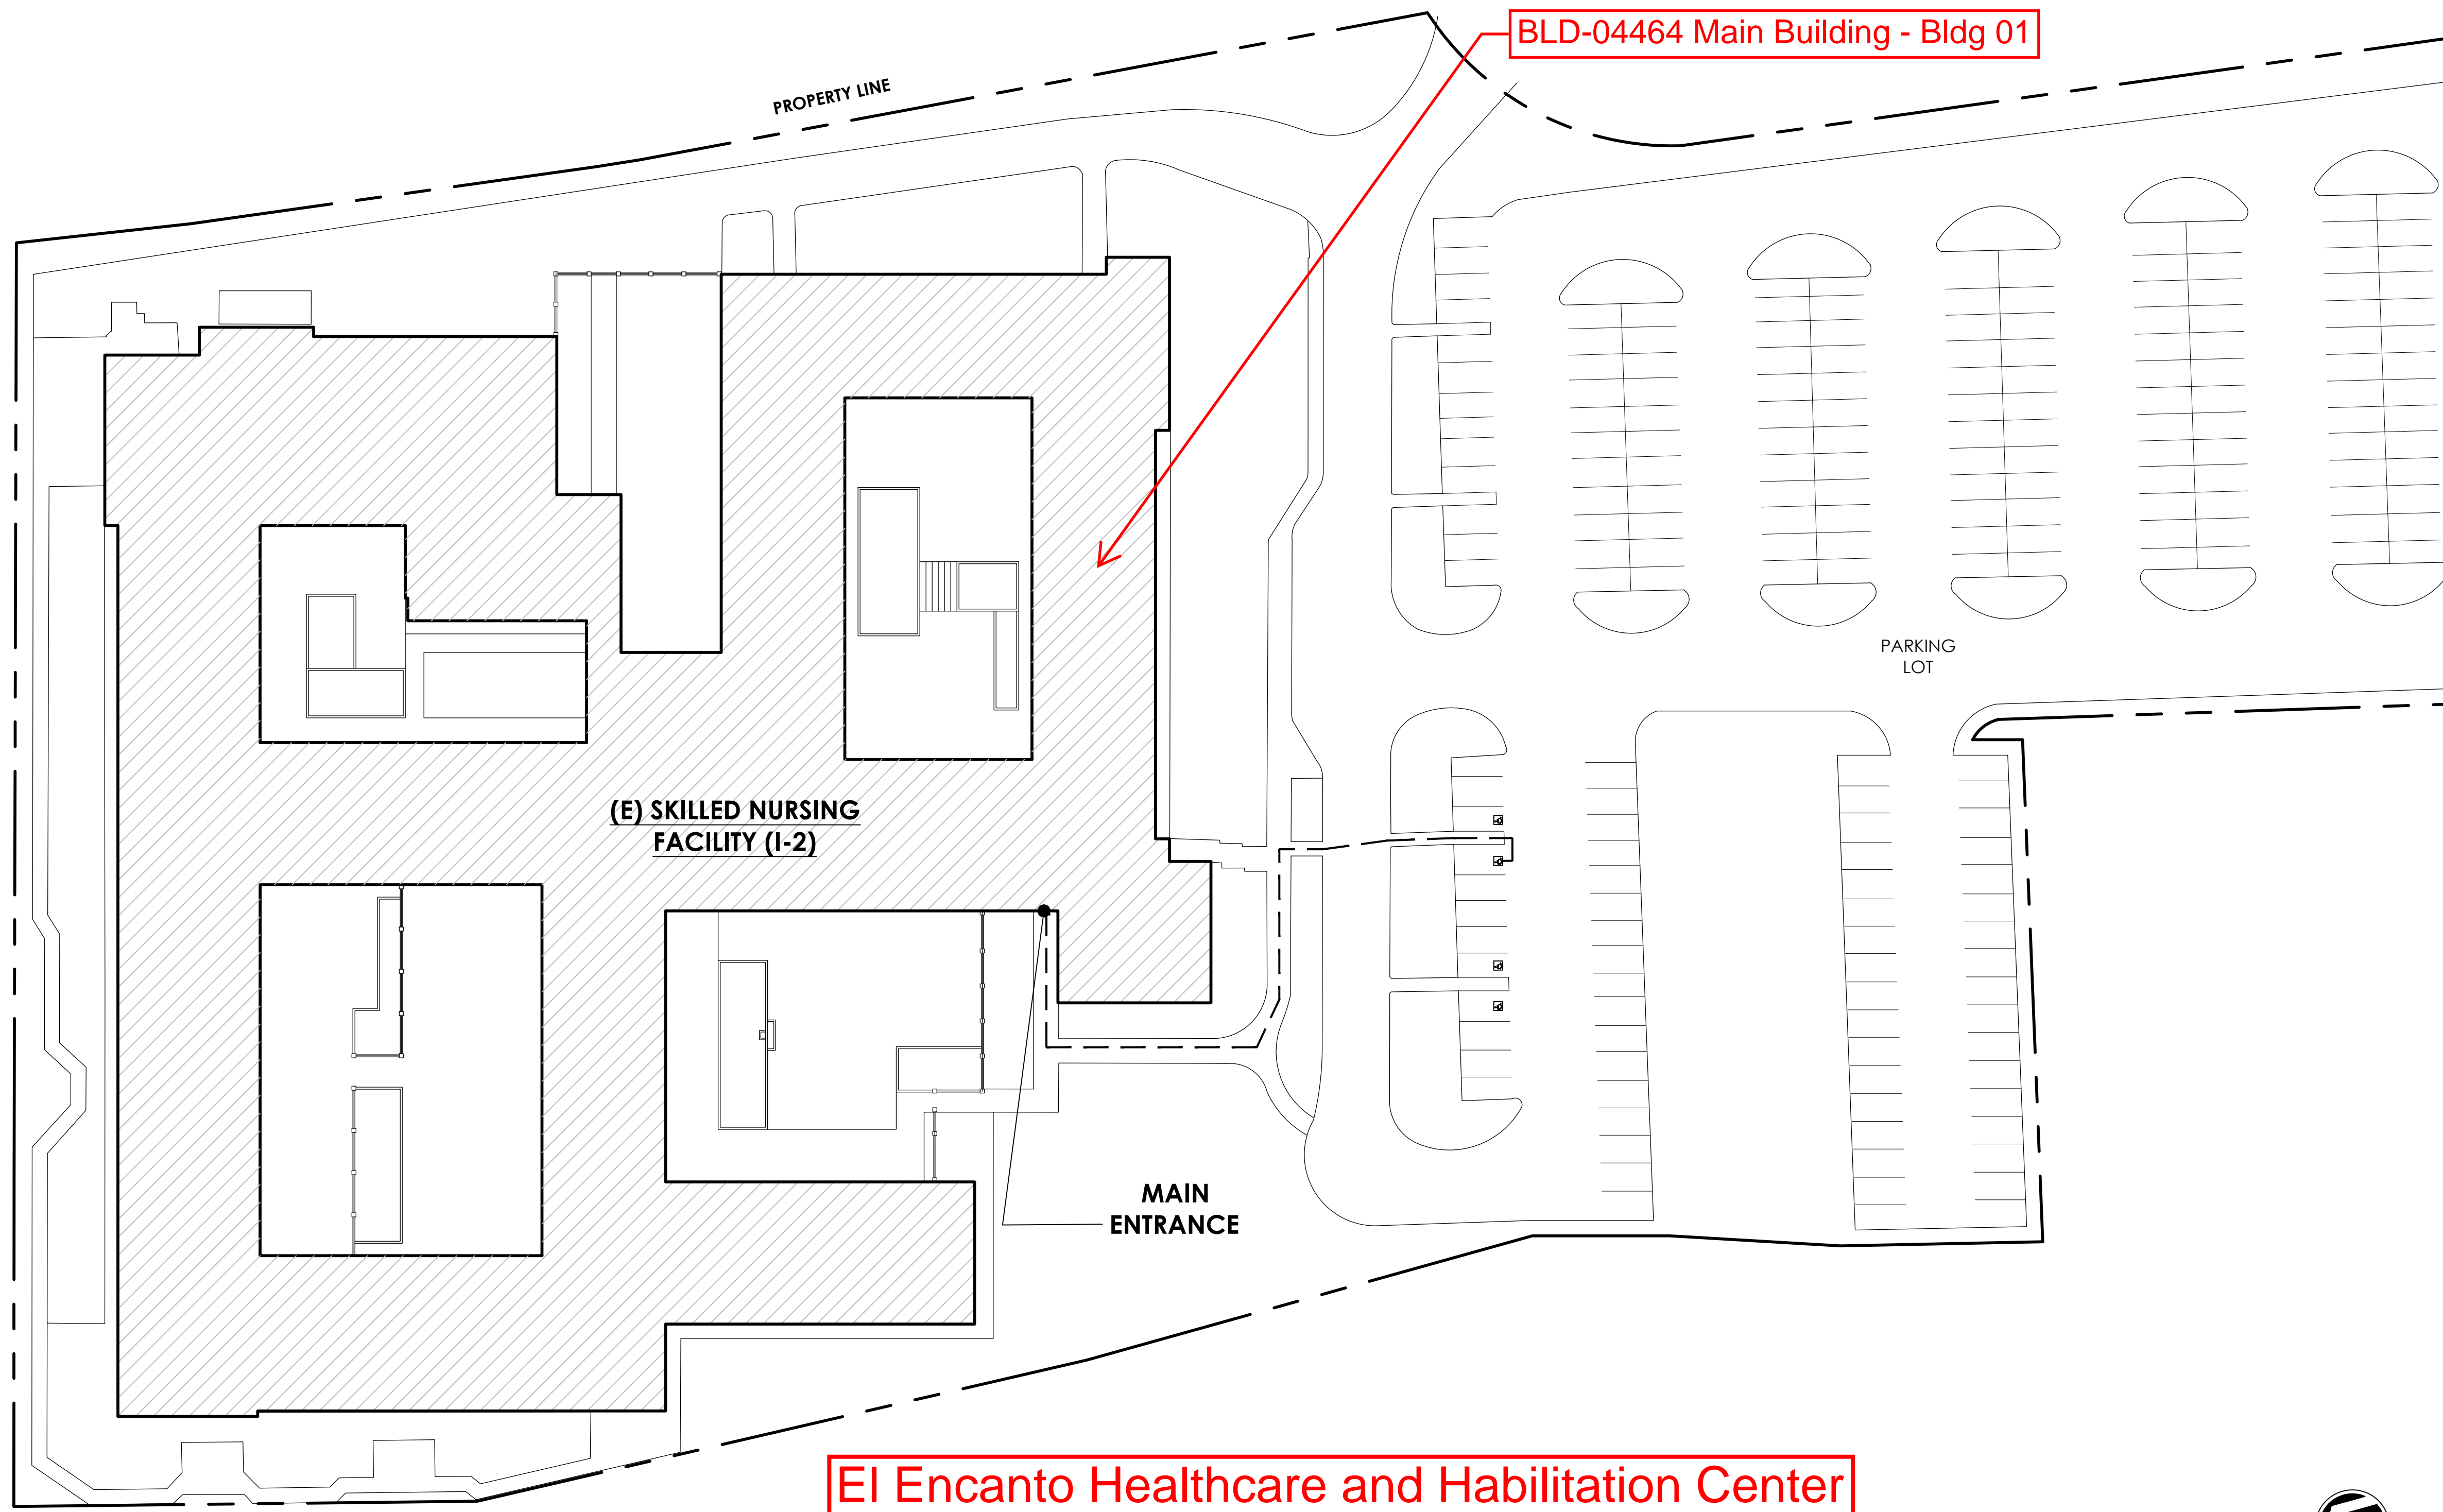 BLD-04464 Main Building - Bldg 01
PROPERTY LINE
PARKING
LOT
(E) SKILLED NURSING
FACILITY (I-2)
MAIN
ENTRANCE
El Encanto Healthcare and Habilitation Center